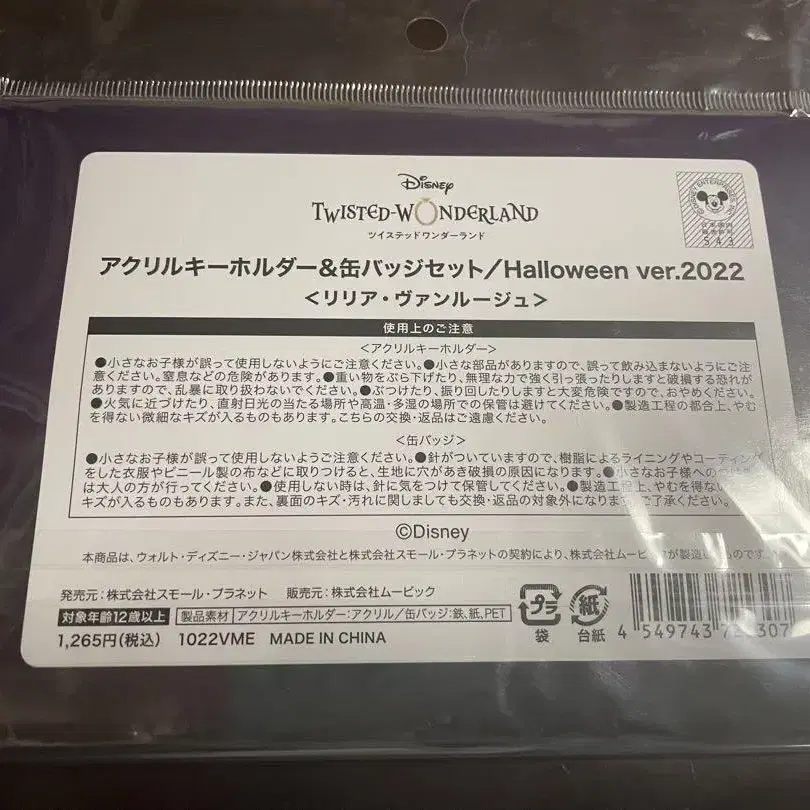 Disney
TWISTED-WONDERLAND
ツイステッドワンダーランド
アクリルキーホルダー&缶バッジセット/Halloween ver.2022
<リリア・ヴァンルージュ>
使用上のご注意
<アクリルキーホルダー>
●小さなお子様が誤って使用しないようにご注意ください。●小さな部品がありますので、誤って飲み込まないようにご注
意ください。窒息などの危険があります。●重い物をぶら下げたり、無理な力で強く引っ張ったりしますと破損する恐れが
ありますので、乱暴に取り扱わないでください。●ぶつけたり、振り回したりしますと大変危険ですので、おやめください。
●火気に近づけたり、直射日光の当たる場所や高温・多湿の場所での保管は避けてください。●製造工程の都合上、やむ
を得ない微細なキズが入るものもあります。こちらの交換・返品はご遠慮ください。
<缶バッジ>
●小さなお子様が誤って使用しないようご注意ください。●針がついていますので、樹脂によるライニングやコーティング
をした衣服やビニール製の布などに取りつけると、生地に穴があき破損の原因になります。●小さなお子様への
は大人の方が行ってください。●使用しない時は、針に気をつけて保管してください。●製造工程上、やむを得ない
キズが入るものもあります。また、裏面のキズ・汚れに関しましても交換・返品の対象外になります ご了承ください。
©Disney
本商品は、ウォルト・ディズニー・ジャパン株式会社と株式会社スモール・プラネットの契約により、株式会社ムービックが製造 ものです。
発売元:株式会社スモール・プラネット 販売元:株式会社ムービック
対象年齢12歳以上 製品素材 アクリルキーホルダー:アクリル/缶バッジ:鉄、紙、PET
1,265円(税込) 1022VME MADE IN CHINA
プラ
袋
紙
台紙
4 549743 307
DISNEY ENTERPRISES, INC.
日本国内
販売許可
543